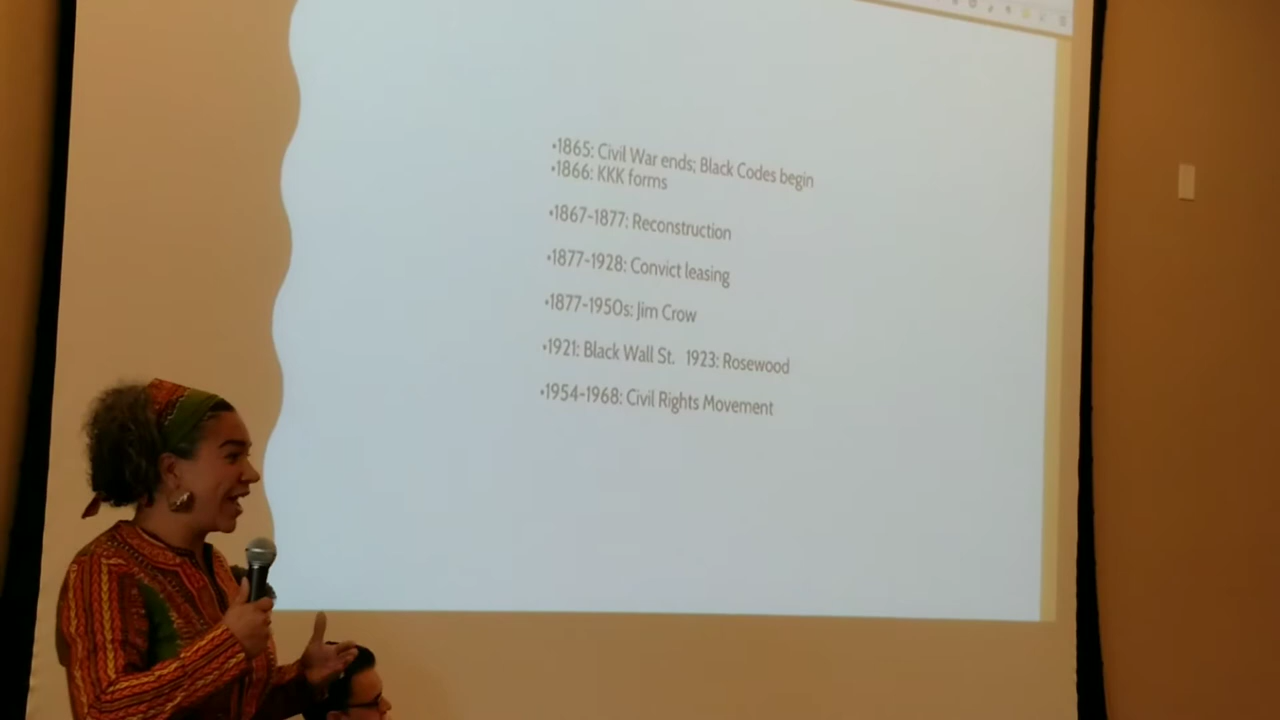 •1865: Civil War ends; Black Codes begin
•1866: KKK forms
•1867-1877: Reconstruction
•1877-1928: Convict leasing
•1877-1950s: Jim Crow
•1921: Black Wall St.  1923: Rosewood
•1954-1968: Civil Rights Movement